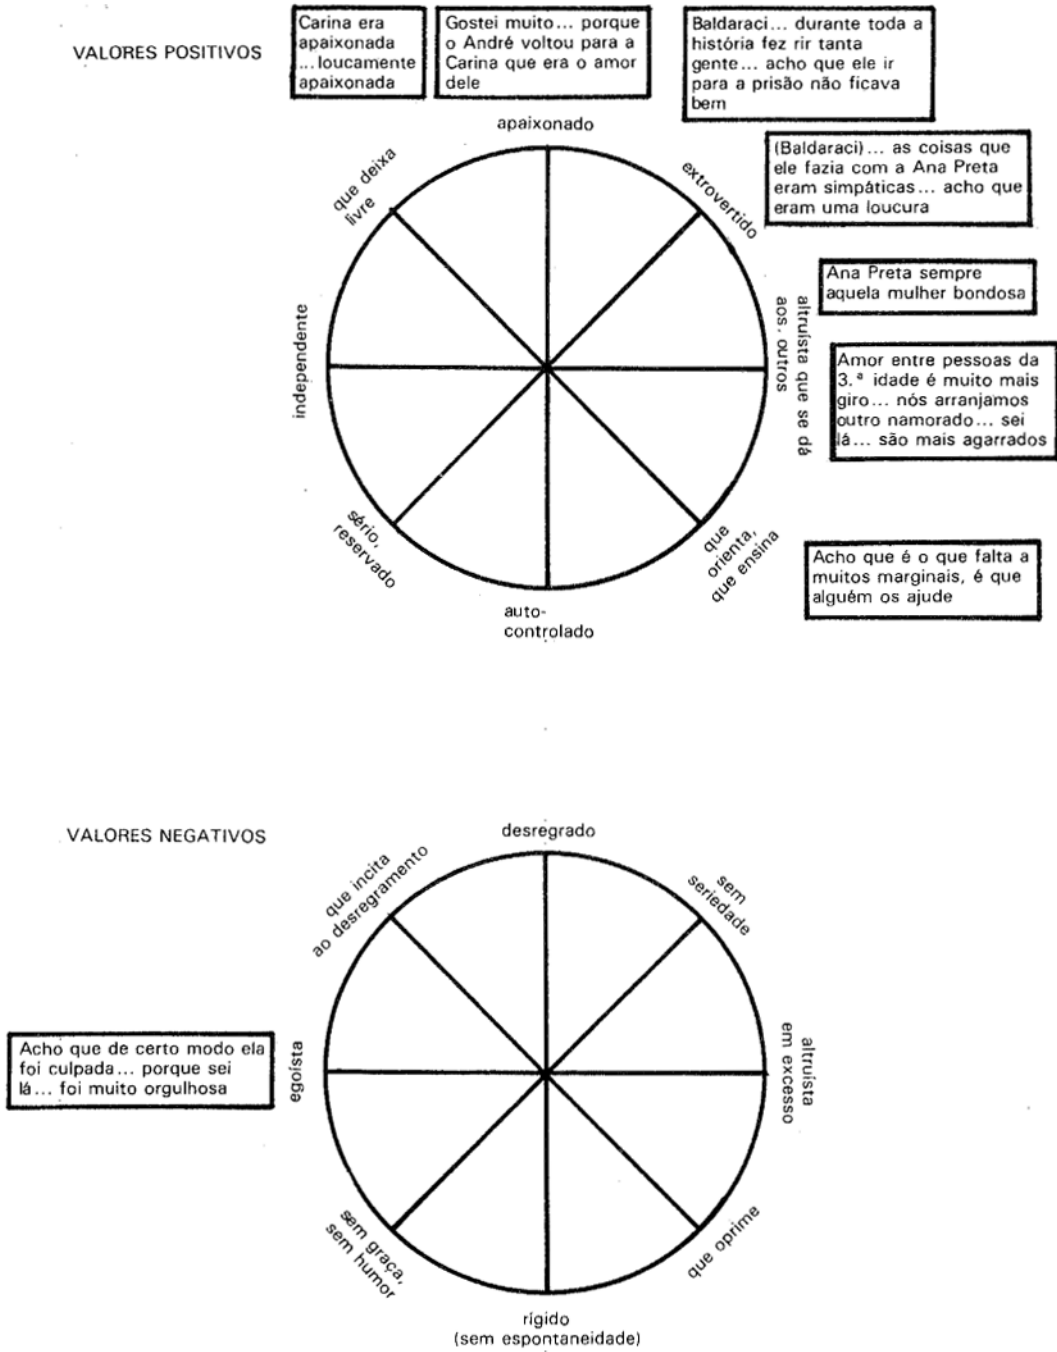 VALORES POSITIVOS
Carina era
apaixonada
...loucamente
apaixonada
Gostei muito... porque
o André voltou para a
Carina que era o amor
dele
Baldaraci... durante toda a
história fez rir tanta
gente... acho que ele ir
para a prisão não ficava
bem
(Baldaraci)... as coisas que
ele fazia com a Ana Preta
eram simpáticas... acho que
eram uma loucura
Ana Preta sempre
aquela mulher bondosa
Amor entre pessoas da
3.ª idade é muito mais
giro... nós arranjamos
outro namorado... sei
lá... são mais agarrados
Acho que é o que falta a
muitos marginais, é que
alguém os ajude
apaixonado
extrovertido
altruísta que se dá
aos. outros
que
orienta,
que ensina
auto-
controlado
sério,
reservado
independente
que deixa
livre
VALORES NEGATIVOS
desregrado
sem
seriedade
altruísta
em excesso
que oprime
rígido
(sem espontaneidade)
sem graça,
sem humor
egoísta
que incita
ao desregramento
Acho que de certo modo ela
foi culpada... porque sei
lá... foi muito orgulhosa